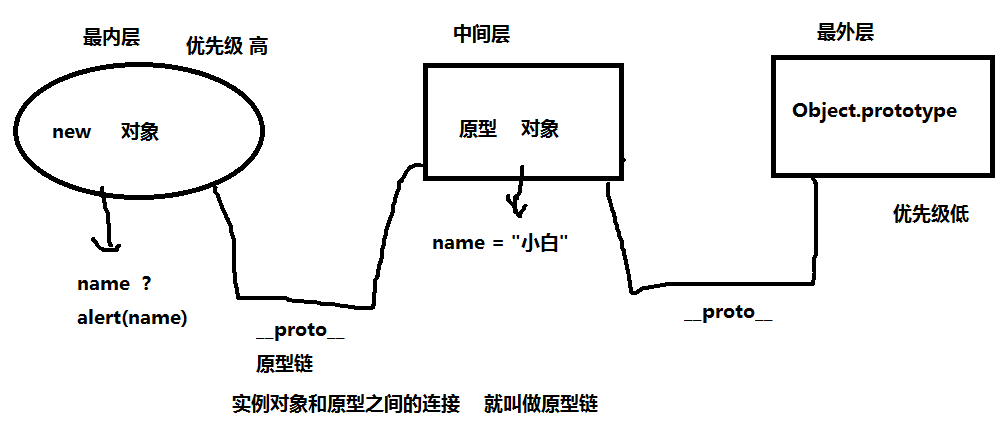 最内层
优先级 高
new 对象
name ?
alert(name)
__proto__
原型链
实例对象和原型之间的连接 就叫做原型链
中间层
原型 对象
name = "小白"
__proto__
最外层
Object.prototype
优先级低